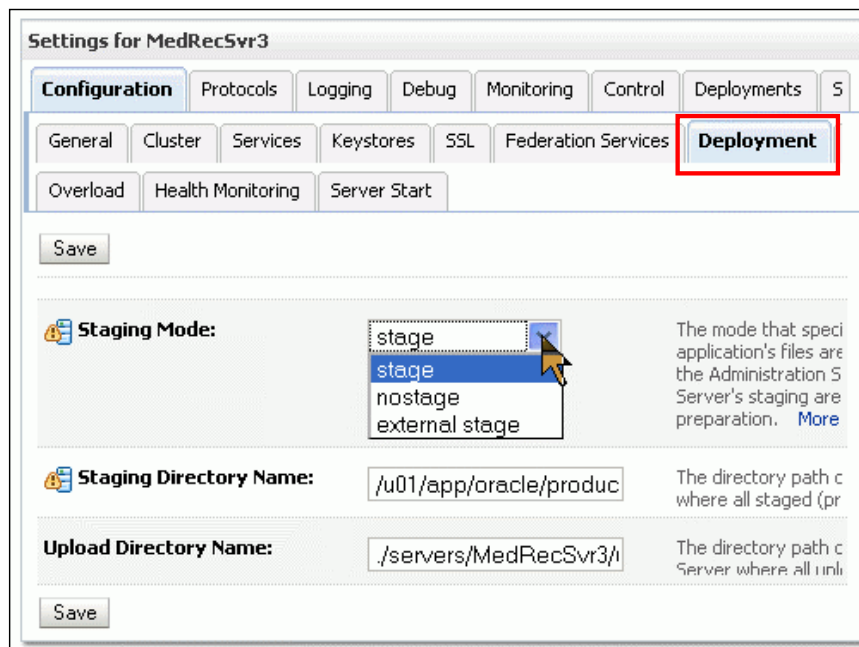 Settings for MedRecSvr3
Configuration Protocols Logging Debug Monitoring Control Deployments S
General Cluster Services Keystores SSL Federation Services Deployment
Overload Health Monitoring Server Start
Save
Staging Mode:
stage
stage
nostage
external stage
The mode that speci
application's files are
the Administration S
Server's staging are
preparation. More
Staging Directory Name:
/u01/app/oracle/produc
The directory path c
where all staged (pr
Upload Directory Name:
./servers/MedRecSvr3/
The directory path c
Server where all
Save